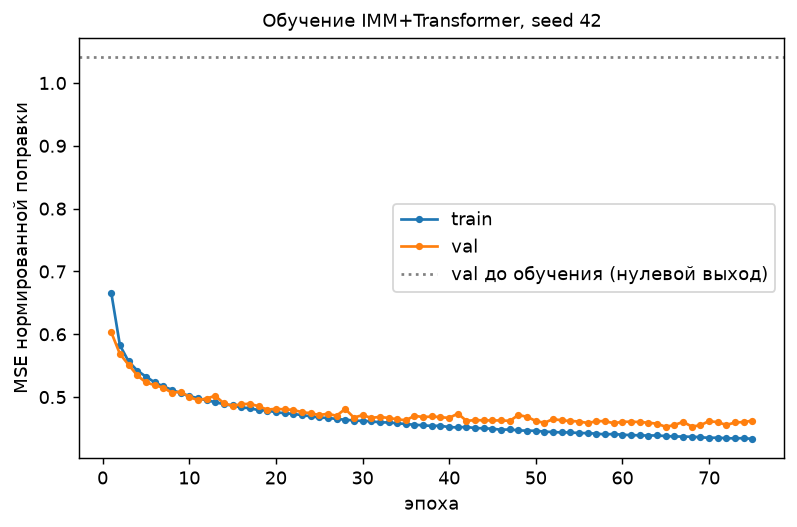 Обучение IMM+Transformer, seed 42
MSE нормированной поправки
1.0
0.9
0.8
0.7
0.6
0.5
train
val
val до обучения (нулевой выход)
0 10 20 30 40 50 60 70
эпоха